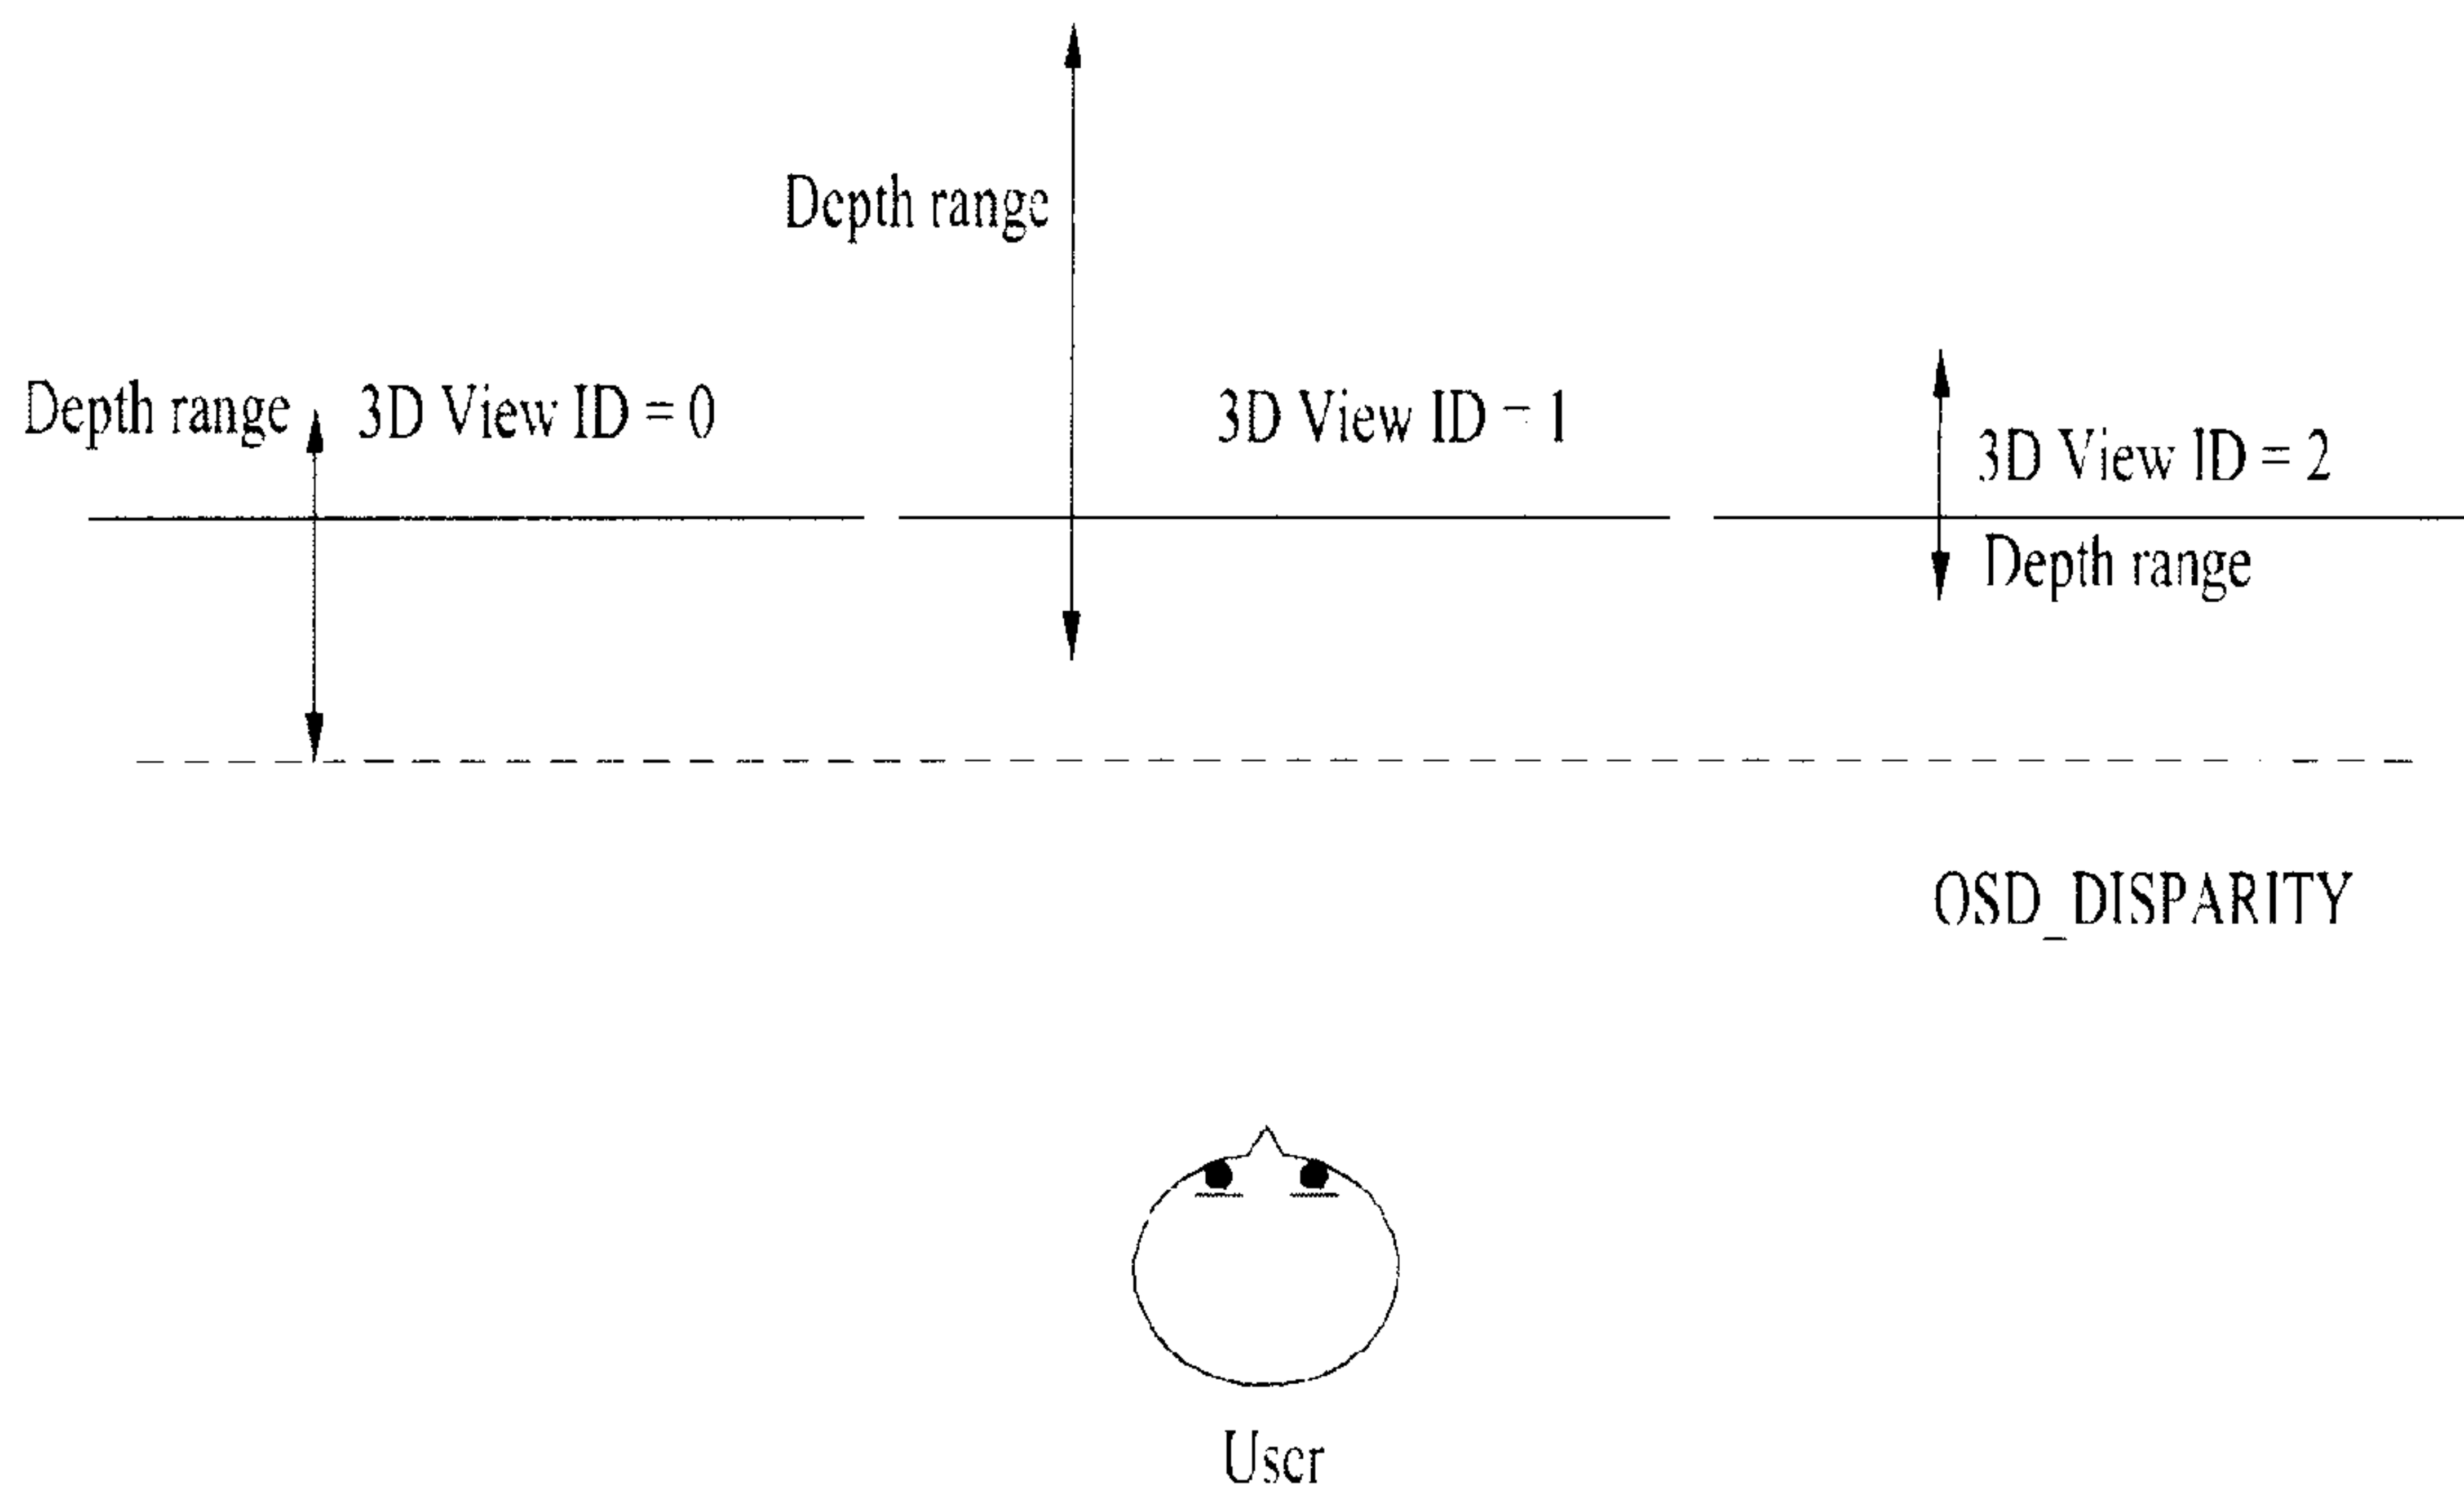 Depth range
Depth range
3D View ID = 0
3D View ID = 1
3D View ID = 2
Depth range
OSD_DISPARITY
User